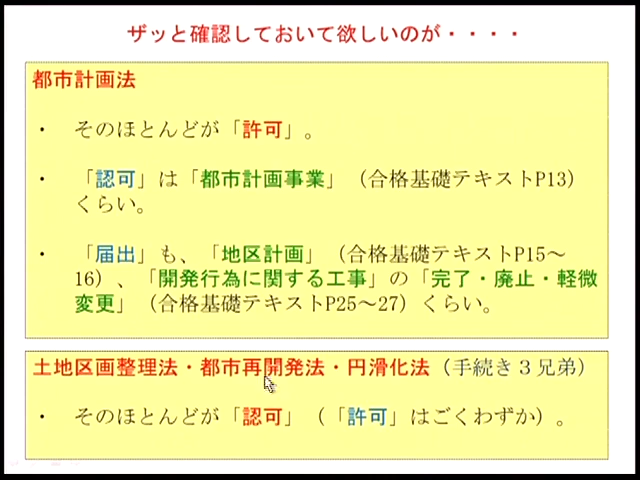 ザッと確認しておいて欲しいのが・・・・
都市計画法
・ そのほとんどが「許可」。
・ 「認可」は「都市計画事業」（合格基礎テキストP13）
くらい。
・ 「届出」も、「地区計画」（合格基礎テキストP15～
16）、「開発行為に関する工事」の「完了・廃止・軽微
変更」（合格基礎テキストP25～27）くらい。
土地区画整理法・都市再開発法・円滑化法（手続き３兄弟）
・ そのほとんどが「認可」（「許可」はごくわずか）。